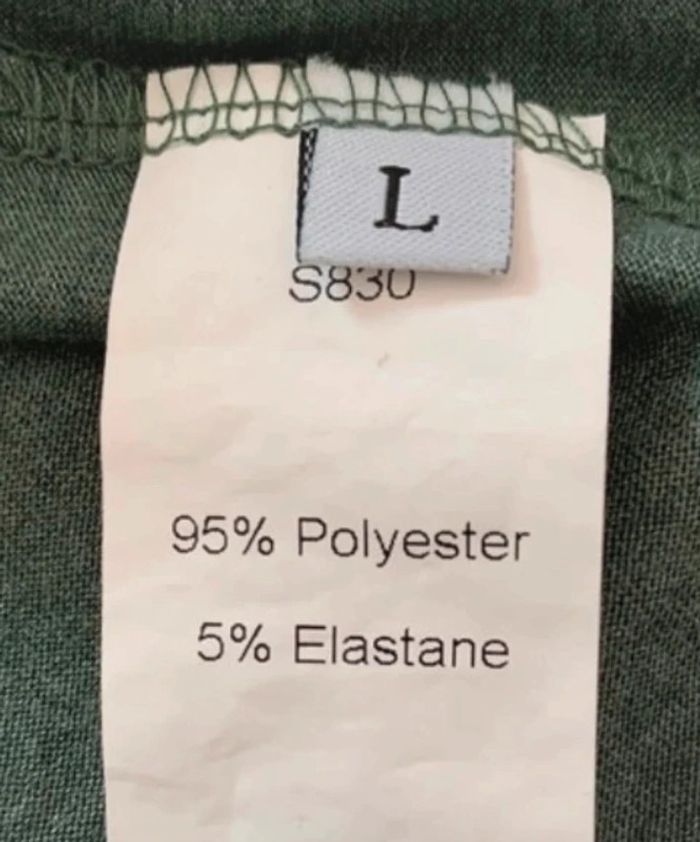 L
S830
95% Polyester
5% Elastane